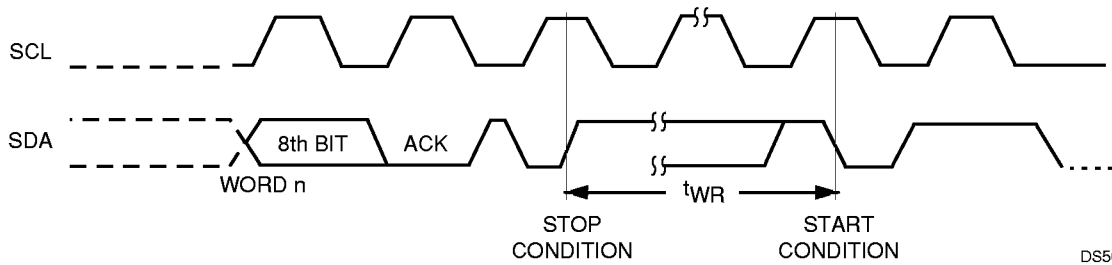 SCL
SDA
8th BIT
ACK
WORD n
tWR
STOP
CONDITION
START
CONDITION